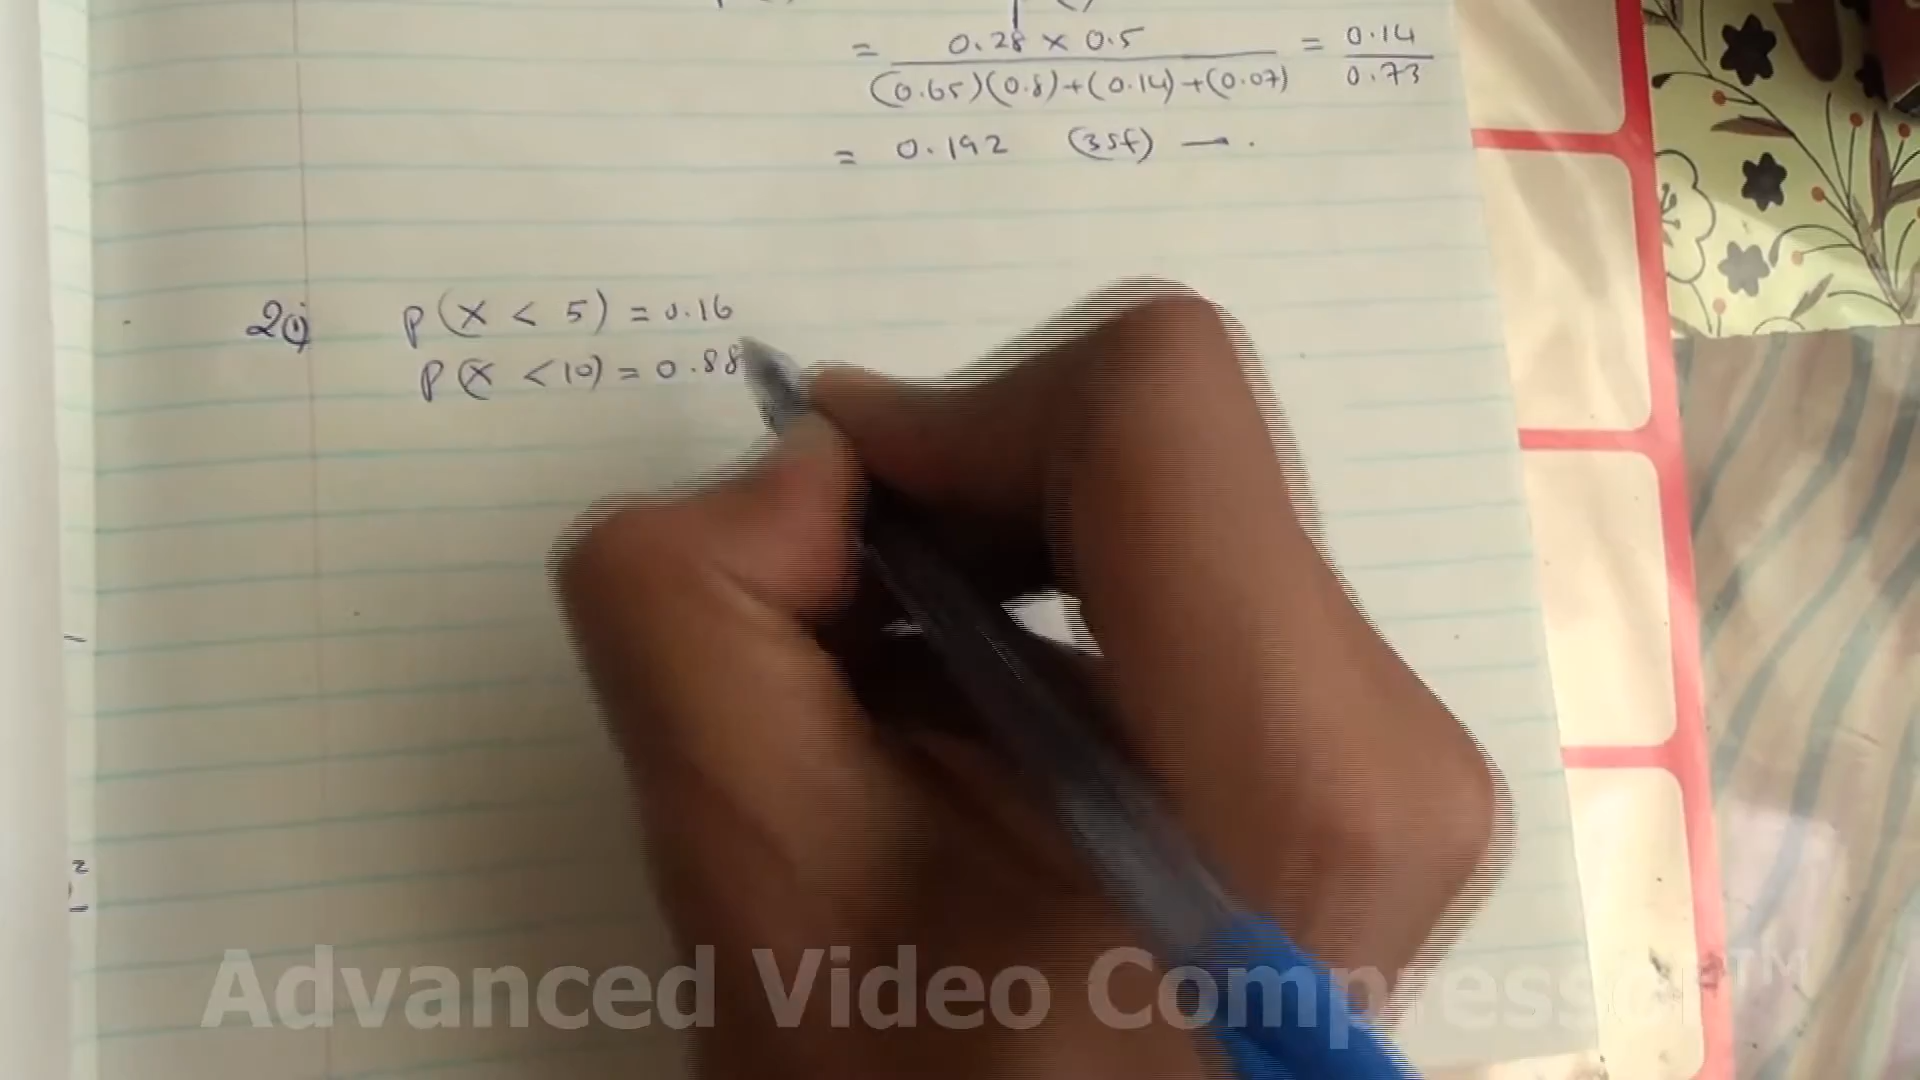 = 0.28 × 0.5 / (0.65)(0.8)+(0.14)+(0.07) = 0.14 / 0.73
= 0.192 (3sf) — .
2(i) P(X < 5) = 0.16
P(X < 10) = 0.88
Advanced Video Compressor™